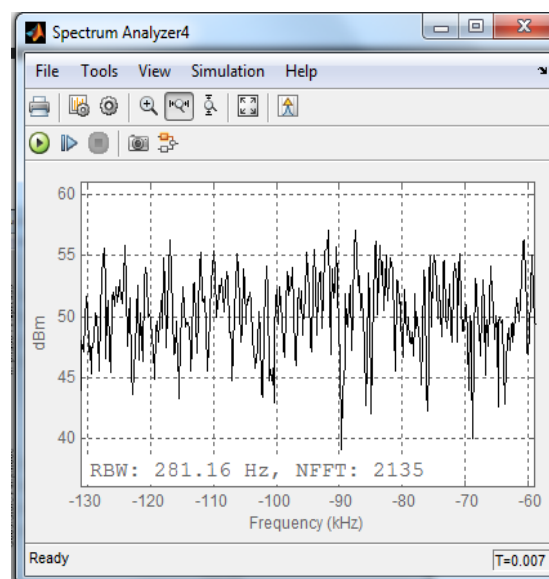 Spectrum Analyzer4
File Tools View Simulation Help
60
55
50
45
40
dBm
RBW: 281.16 Hz, NFFT: 2135
-130 -120 -110 -100 -90 -80 -70 -60
Frequency (kHz)
Ready T=0.007